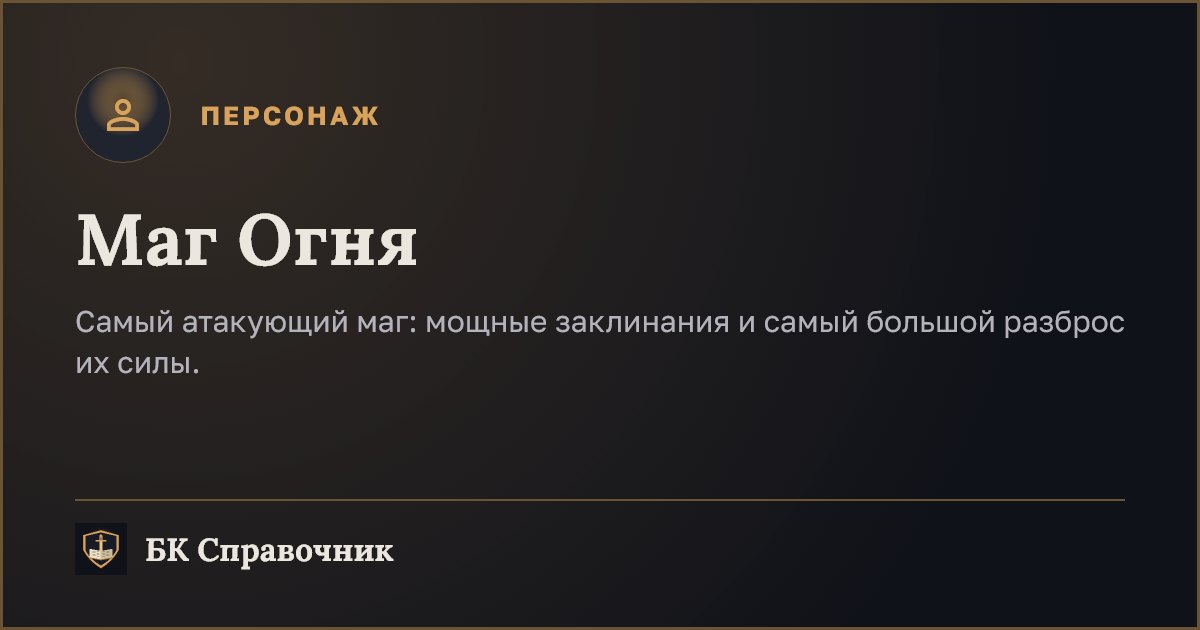 ПЕРСОНАЖ
Маг Огня
Самый атакующий маг: мощные заклинания и самый большой разброс
их силы.
БК Справочник